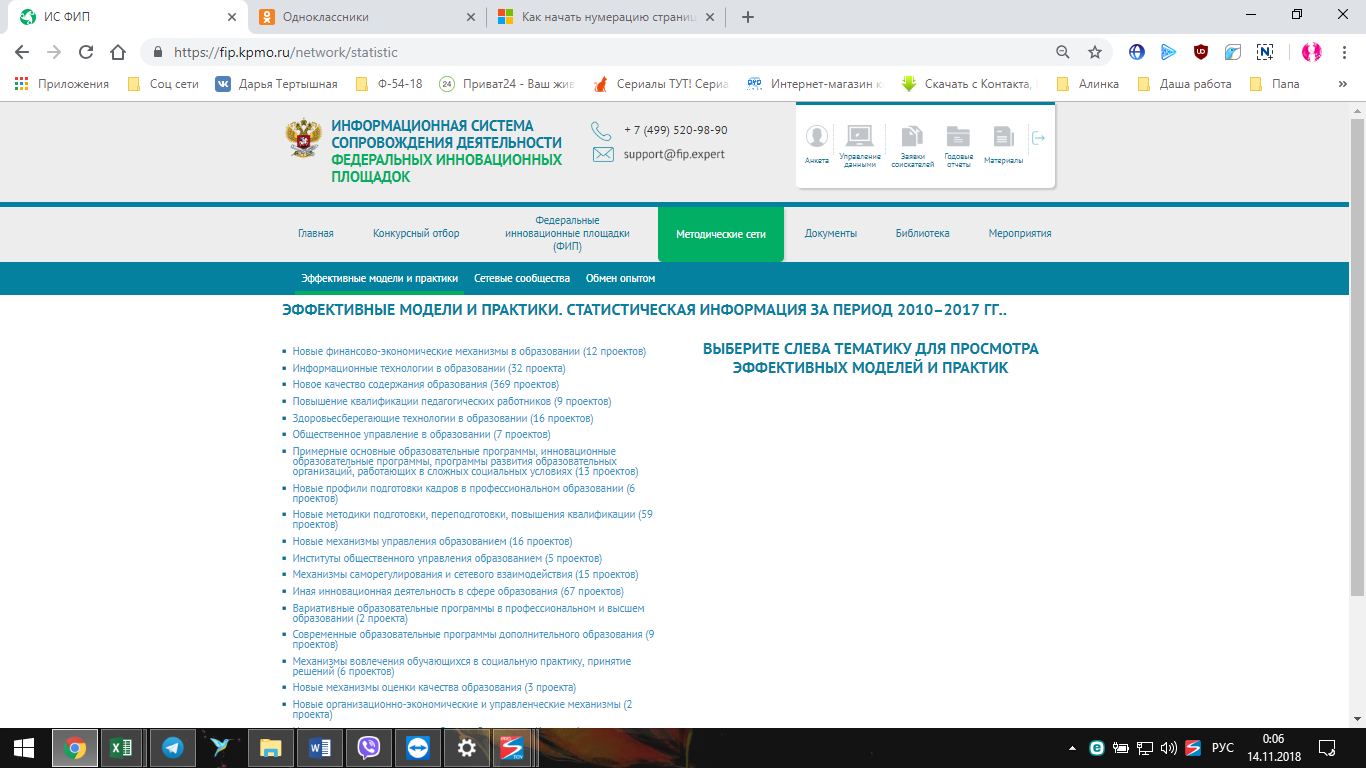 ИС ФИП
Одноклассники
Как начать нумерацию страниц
https://fip.kpmo.ru/network/statistic
Приложения
Соц сети
Дарья Тертышная
Ф-54-18
Приват24 - Ваш жив
Сериалы ТУТ! Сериа
Интернет-магазин к
Скачать с Контакта,
Алинка
Даша работа
Папа
ИНФОРМАЦИОННАЯ СИСТЕМА
СОПРОВОЖДЕНИЯ ДЕЯТЕЛЬНОСТИ
ФЕДЕРАЛЬНЫХ ИННОВАЦИОННЫХ
ПЛОЩАДОК
+ 7 (499) 520-98-90
support@fip.expert
Анкета
Управление
данными
Заявки
соискателей
Годовые
отчеты
Материалы
Главная
Конкурсный отбор
Федеральные
инновационные площадки
(ФИП)
Методические сети
Документы
Библиотека
Мероприятия
Эффективные модели и практики
Сетевые сообщества
Обмен опытом
ЭФФЕКТИВНЫЕ МОДЕЛИ И ПРАКТИКИ. СТАТИСТИЧЕСКАЯ ИНФОРМАЦИЯ ЗА ПЕРИОД 2010–2017 ГГ..
Новые финансово-экономические механизмы в образовании (12 проектов)
Информационные технологии в образовании (32 проекта)
Новое качество содержания образования (369 проектов)
Повышение квалификации педагогических работников (9 проектов)
Здоровьесберегающие технологии в образовании (16 проектов)
Общественное управление в образовании (7 проектов)
Примерные основные образовательные программы, инновационные
образовательные программы, программы развития образовательных
организаций, работающих в сложных социальных условиях (13 проектов)
Новые профили подготовки кадров в профессиональном образовании (6
проектов)
Новые методики подготовки, переподготовки, повышения квалификации (59
проектов)
Новые механизмы управления образованием (16 проектов)
Институты общественного управления образованием (5 проектов)
Механизмы саморегулирования и сетевого взаимодействия (15 проектов)
Иная инновационная деятельность в сфере образования (67 проектов)
Вариативные образовательные программы в профессиональном и высшем
образовании (2 проекта)
Современные образовательные программы дополнительного образования (9
проектов)
Механизмы вовлечения обучающихся в социальную практику, принятие
решений (6 проектов)
Новые механизмы оценки качества образования (3 проекта)
Новые организационно-экономические и управленческие механизмы (2
проекта)
ВЫБЕРИТЕ СЛЕВА ТЕМАТИКУ ДЛЯ ПРОСМОТРА
ЭФФЕКТИВНЫХ МОДЕЛЕЙ И ПРАКТИК
РУС
0:06
14.11.2018